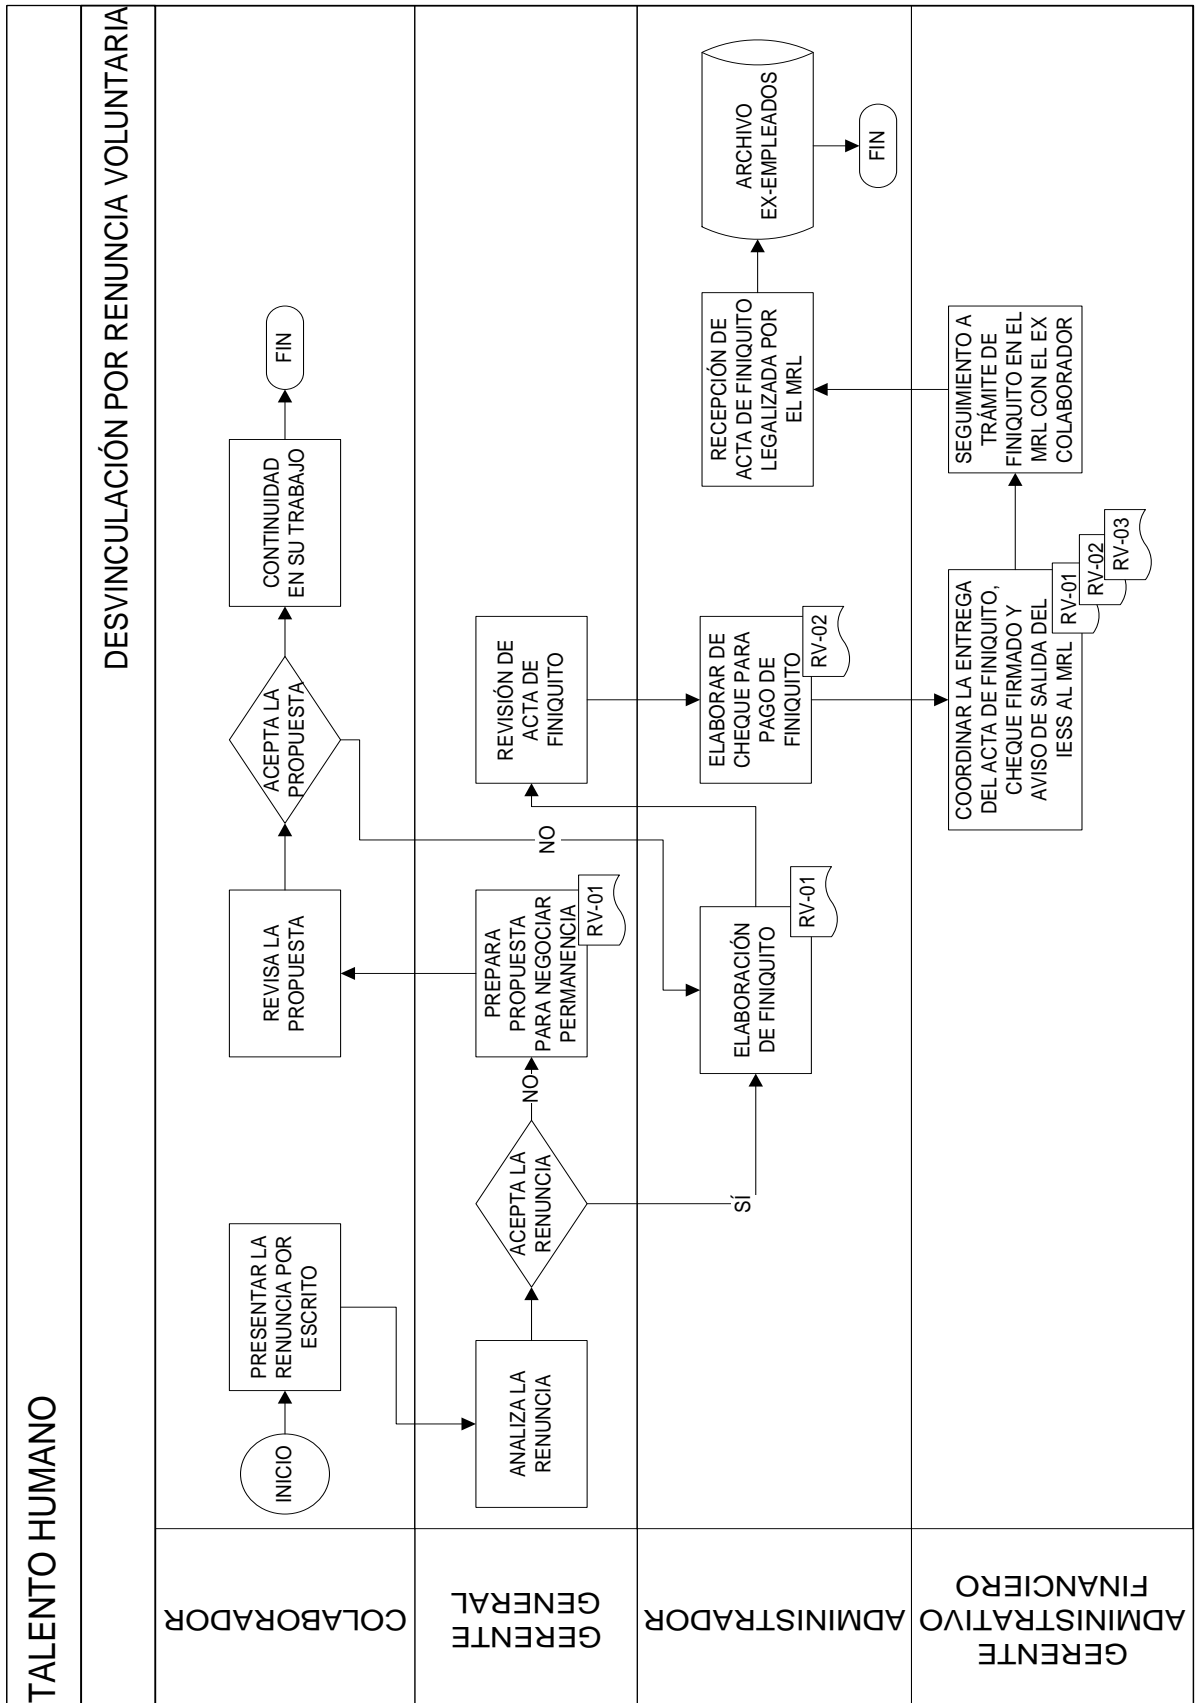 TALENTO HUMANO
DESVINCULACIÓN POR RENUNCIA VOLUNTARIA
COLABORADOR
INICIO
PRESENTAR LA
RENUNCIA POR
ESCRITO
REVISA LA
PROPUESTA
ACEPTA LA
PROPUESTA
CONTINUIDAD
EN SU TRABAJO
FIN
GERENTE
GENERAL
ANALIZA LA
RENUNCIA
ACEPTA LA
RENUNCIA
NO
PREPARA
PROPUESTA
PARA NEGOCIAR
PERMANENCIA
RV-01
NO
REVISIÓN DE
ACTA DE
FINIQUITO
ADMINISTRADOR
SÍ
ELABORACIÓN
DE FINIQUITO
RV-01
ELABORAR DE
CHEQUE PARA
PAGO DE
FINIQUITO
RV-02
RECEPCIÓN DE
ACTA DE FINIQUITO
LEGALIZADA POR
EL MRL
ARCHIVO
EX-EMPLEADOS
FIN
GERENTE
ADMINISTRATIVO
FINANCIERO
COORDINAR LA ENTREGA
DEL ACTA DE FINIQUITO,
CHEQUE FIRMADO Y
AVISO DE SALIDA DEL
IESS AL MRL
RV-01
RV-02
RV-03
SEGUIMIENTO A
TRÁMITE DE
FINIQUITO EN EL
MRL CON EL EX
COLABORADOR